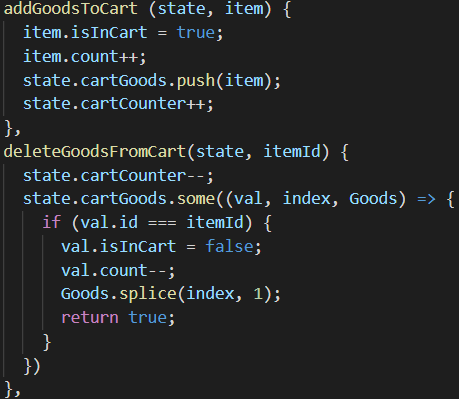 addGoodsToCart (state, item) {
  item.isInCart = true;
  item.count++;
  state.cartGoods.push(item);
  state.cartCounter++;
},
deleteGoodsFromCart(state, itemId) {
  state.cartCounter--;
  state.cartGoods.some((val, index, Goods) => {
    if (val.id === itemId) {
      val.isInCart = false;
      val.count--;
      Goods.splice(index, 1);
      return true;
    }
  })
},